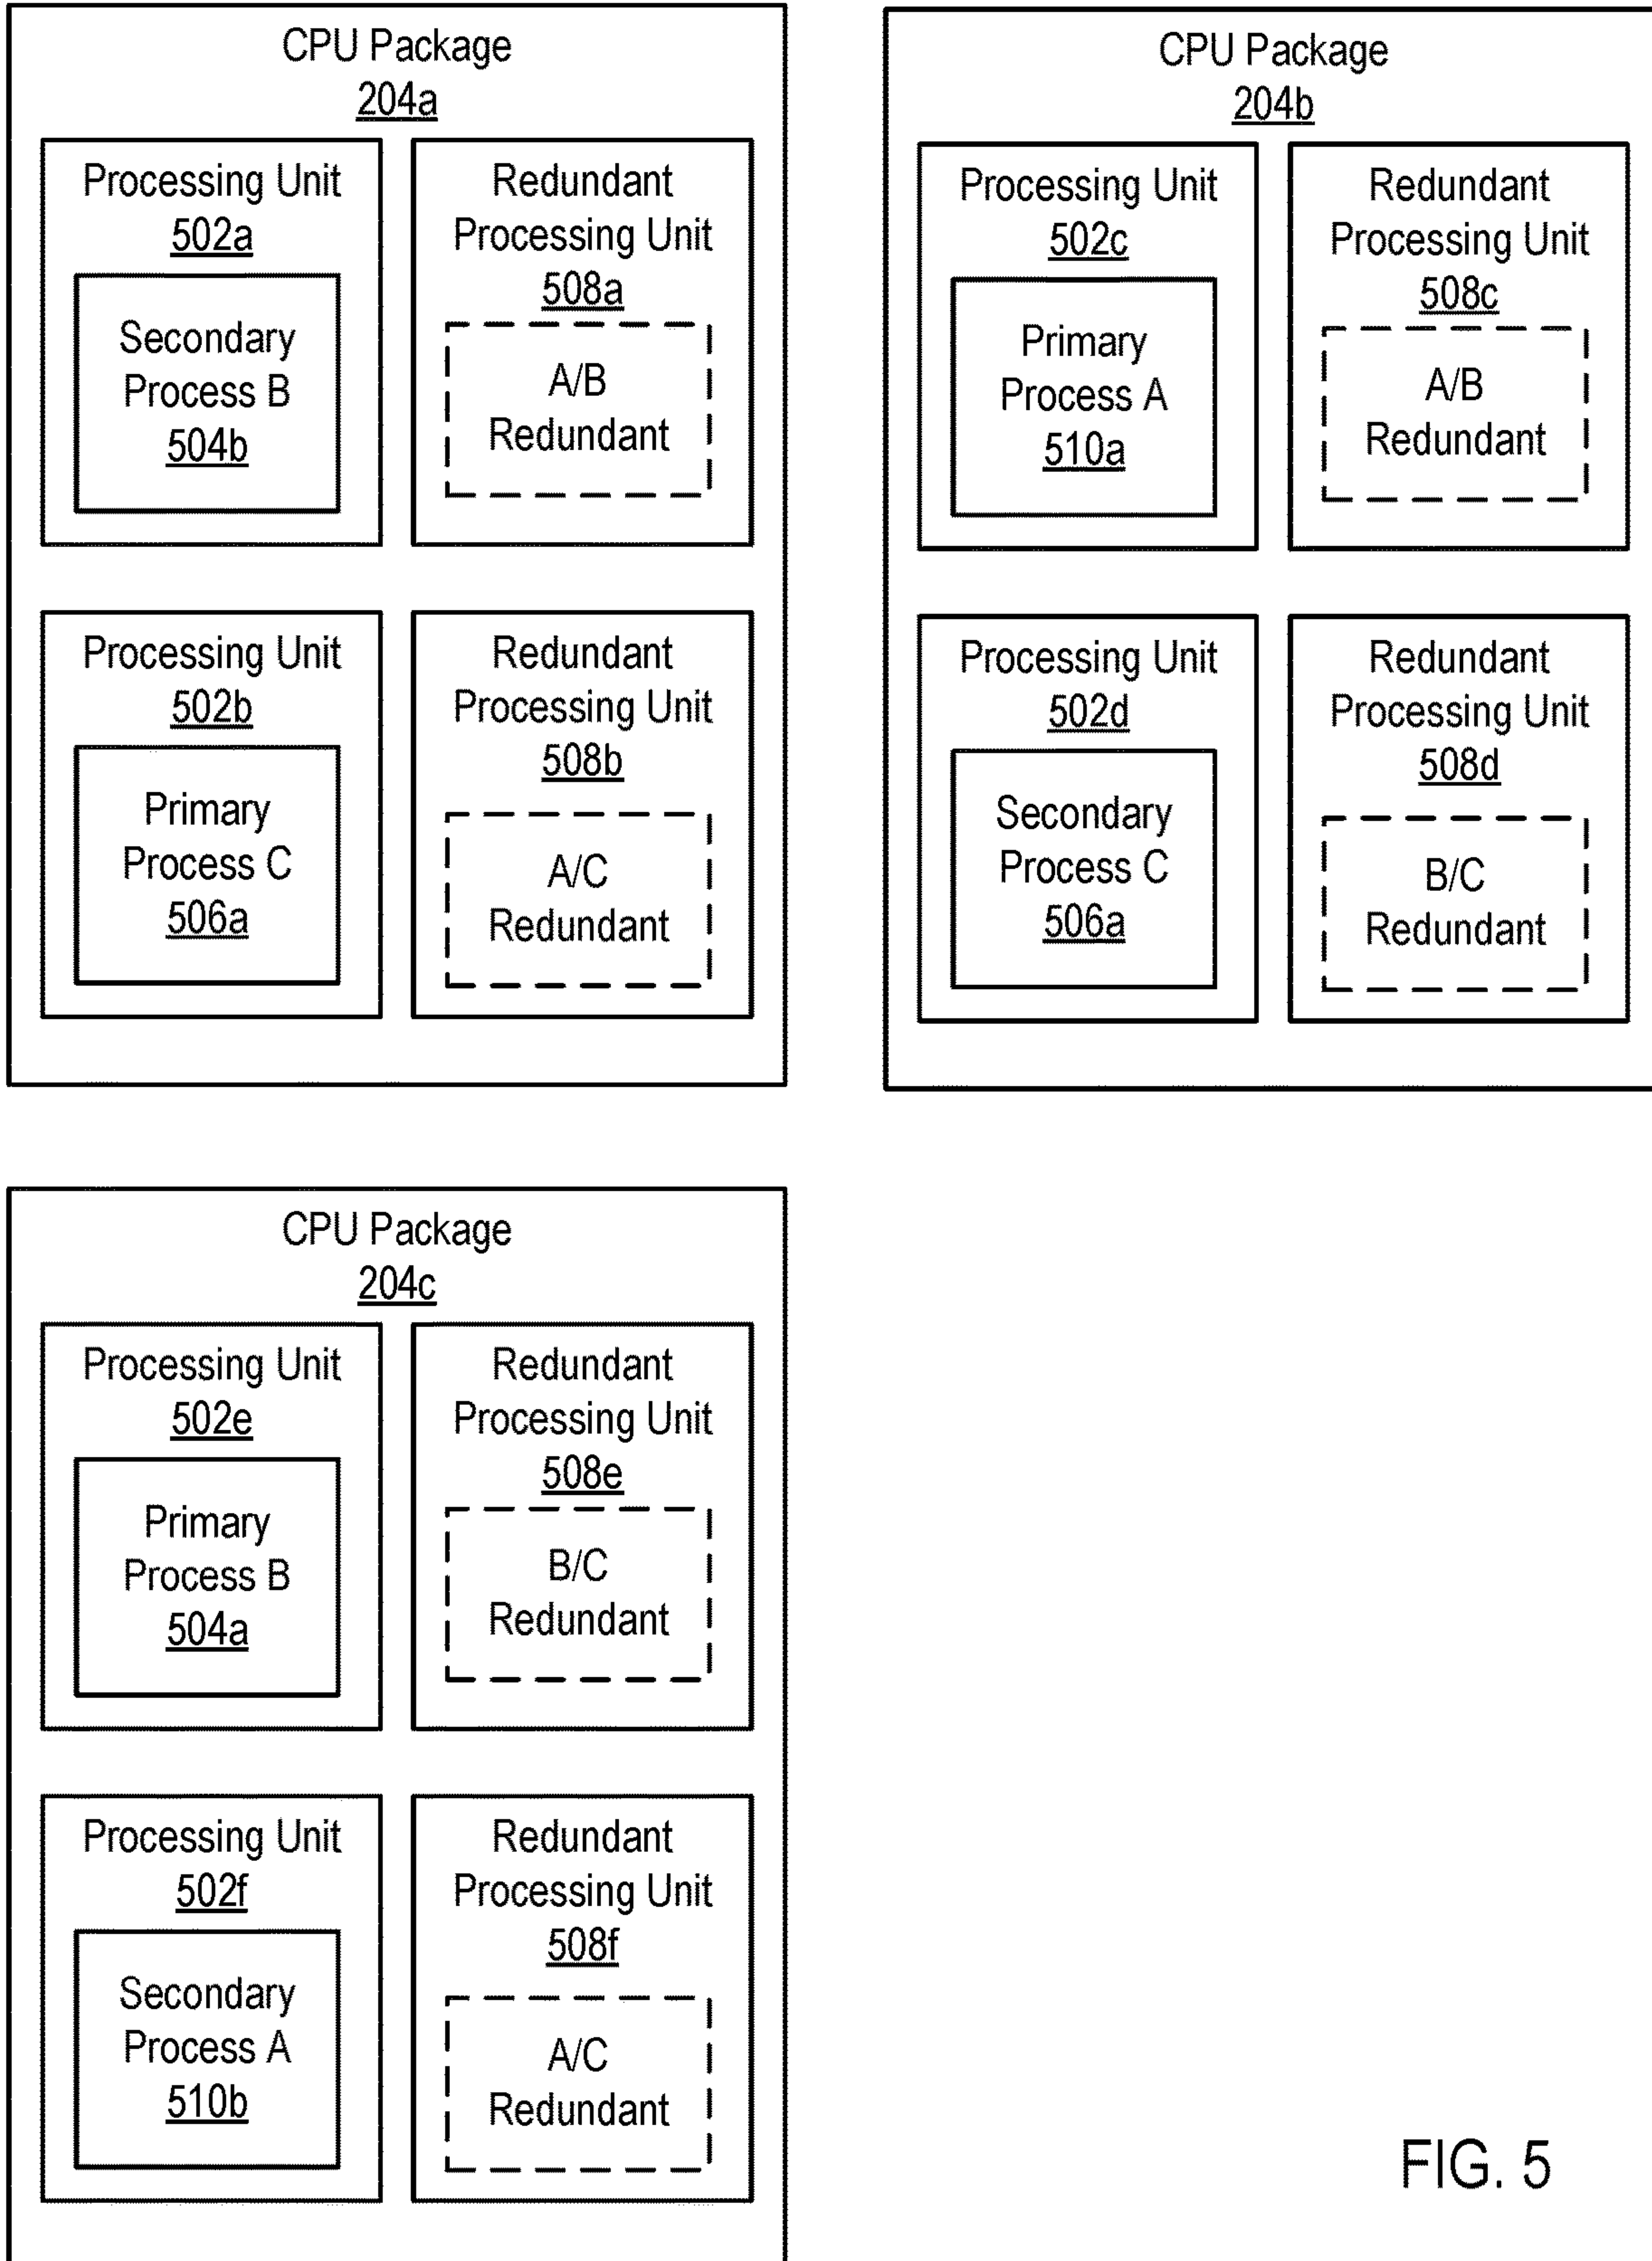 CPU Package
204a
Processing Unit
502a
Secondary
Process B
504b
Redundant
Processing Unit
508a
A/B
Redundant
Processing Unit
502b
Primary
Process C
506a
Redundant
Processing Unit
508b
A/C
Redundant
CPU Package
204b
Processing Unit
502c
Primary
Process A
510a
Redundant
Processing Unit
508c
A/B
Redundant
Processing Unit
502d
Secondary
Process C
506a
Redundant
Processing Unit
508d
B/C
Redundant
CPU Package
204c
Processing Unit
502e
Primary
Process B
504a
Redundant
Processing Unit
508e
B/C
Redundant
Processing Unit
502f
Secondary
Process A
510b
Redundant
Processing Unit
508f
A/C
Redundant
FIG. 5